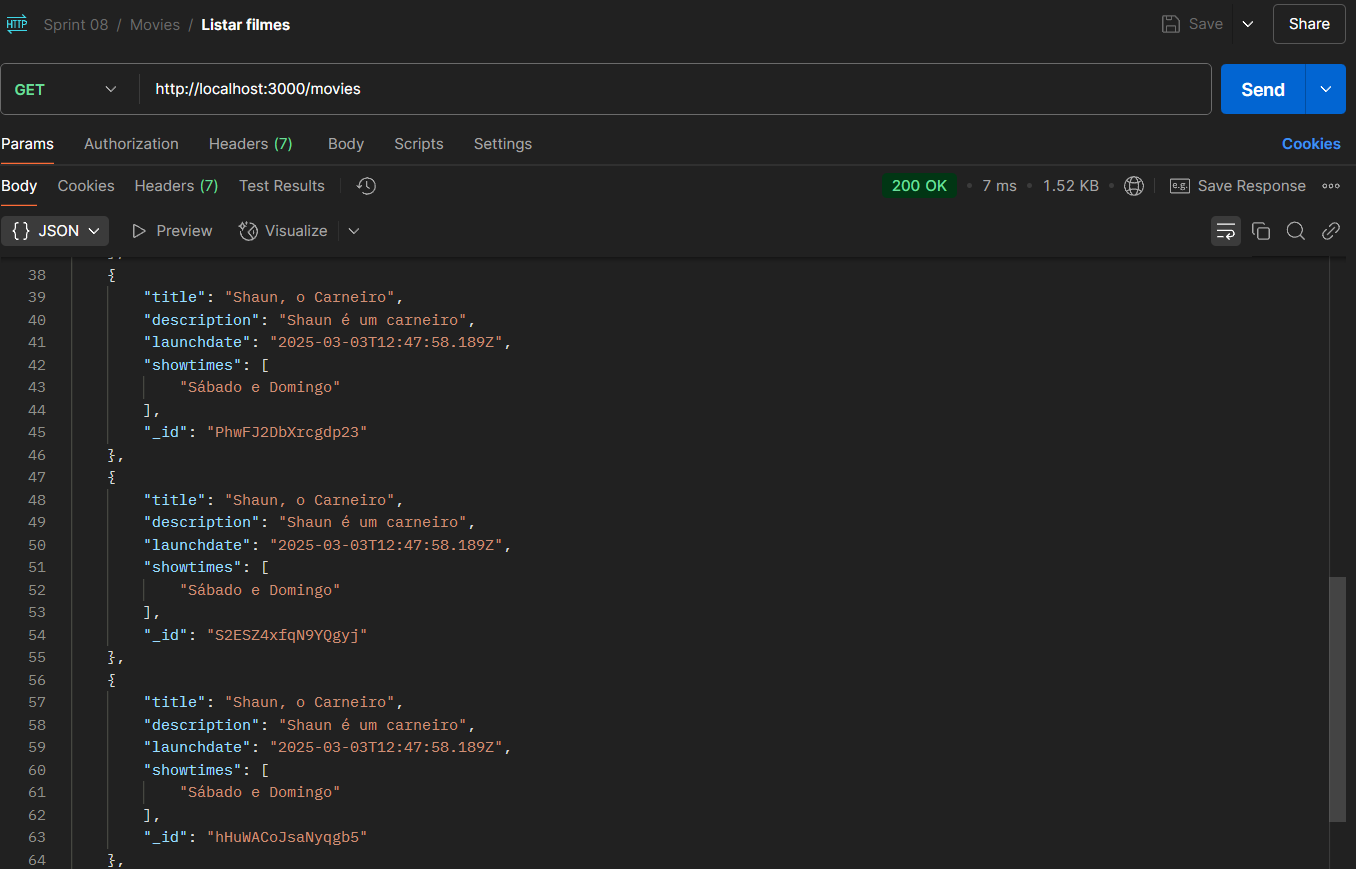 HTTP Sprint 08 / Movies / Listar filmes Save Share
GET http://localhost:3000/movies Send
Params Authorization Headers (7) Body Scripts Settings Cookies
Body Cookies Headers (7) Test Results 200 OK • 7 ms • 1.52 KB • e.g. Save Response
{} JSON Preview Visualize
38 {
39 "title": "Shaun, o Carneiro",
40 "description": "Shaun é um carneiro",
41 "launchdate": "2025-03-03T12:47:58.189Z",
42 "showtimes": [
43 "Sábado e Domingo"
44 ],
45 "_id": "PhwFJ2DbXrcgdp23"
46 },
47 {
48 "title": "Shaun, o Carneiro",
49 "description": "Shaun é um carneiro",
50 "launchdate": "2025-03-03T12:47:58.189Z",
51 "showtimes": [
52 "Sábado e Domingo"
53 ],
54 "_id": "S2ESZ4xfqN9YQgyj"
55 },
56 {
57 "title": "Shaun, o Carneiro",
58 "description": "Shaun é um carneiro",
59 "launchdate": "2025-03-03T12:47:58.189Z",
60 "showtimes": [
61 "Sábado e Domingo"
62 ],
63 "_id": "hHuWACoJsaNyqgb5"
64 },